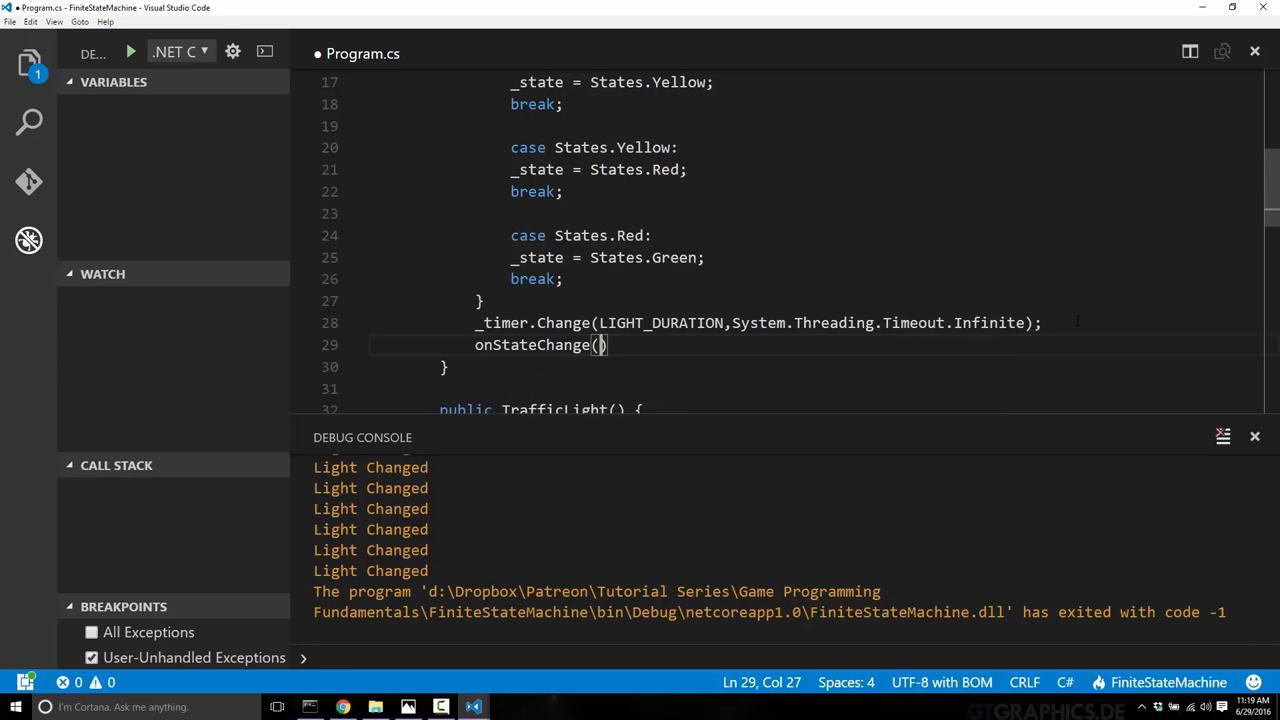 ● Program.cs - FiniteStateMachine - Visual Studio Code
File Edit View Goto Help
DE... .NET C
● Program.cs
1
VARIABLES
WATCH
CALL STACK
BREAKPOINTS
All Exceptions
User-Unhandled Exceptions
17 _state = States.Yellow;
18 break;
19
20 case States.Yellow:
21 _state = States.Red;
22 break;
23
24 case States.Red:
25 _state = States.Green;
26 break;
27 }
28 _timer.Change(LIGHT_DURATION,System.Threading.Timeout.Infinite);
29 onStateChange()
30 }
31
32 public TrafficLight() {
DEBUG CONSOLE
Light Changed
Light Changed
Light Changed
Light Changed
Light Changed
Light Changed
The program 'd:\Dropbox\Patreon\Tutorial Series\Game Programming
Fundamentals\FiniteStateMachine\bin\Debug\netcoreapp1.0\FiniteStateMachine.dll' has exited with code -1
0 0 Ln 29, Col 27 Spaces: 4 UTF-8 with BOM CRLF C# FiniteStateMachine
I'm Cortana. Ask me anything.
GTGRAPHICS.DE
11:19 AM
6/29/2016